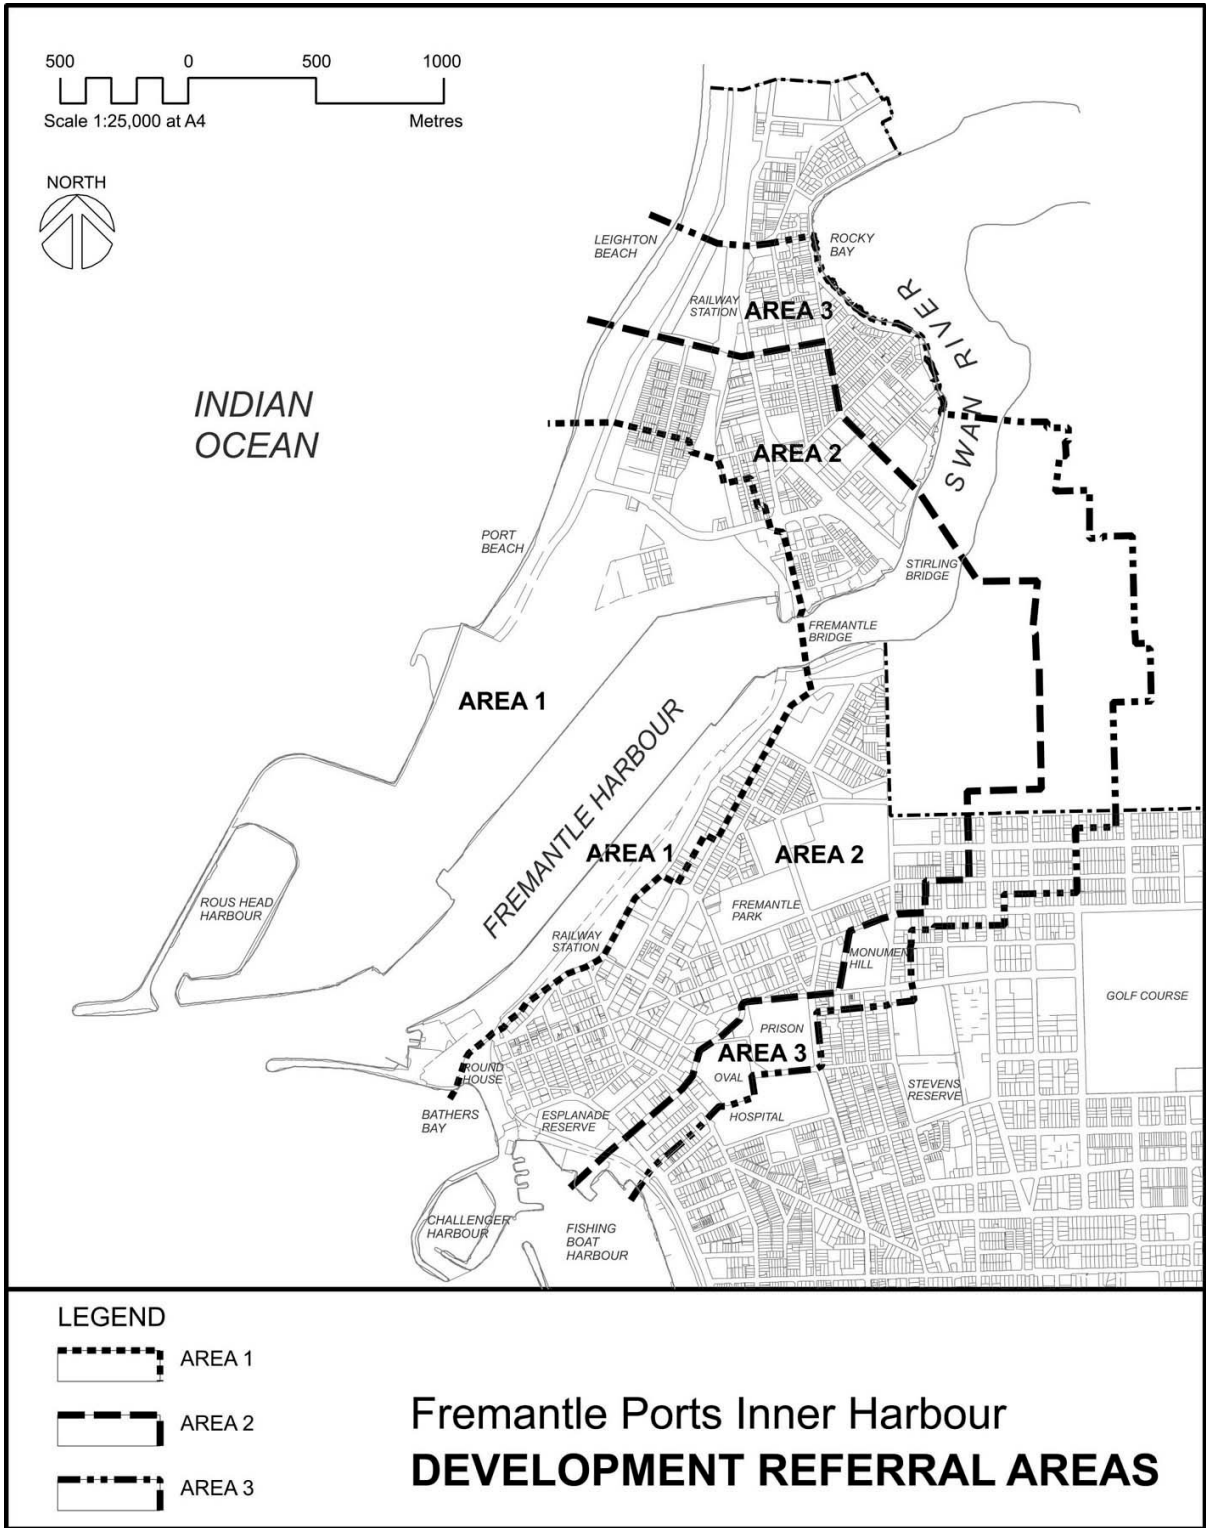 500 0 500 1000
Scale 1:25,000 at A4 Metres
NORTH
LEIGHTON
BEACH
ROCKY
BAY
RAILWAY
STATION
AREA 3
SWAN RIVER
INDIAN
OCEAN
AREA 2
PORT
BEACH
STIRLING
BRIDGE
FREMANTLE
BRIDGE
AREA 1
FREMANTLE HARBOUR
AREA 1
AREA 2
ROUS HEAD
HARBOUR
FREMANTLE
PARK
RAILWAY
STATION
MONUMENT
HILL
GOLF COURSE
PRISON
AREA 3
OVAL
ROUND
HOUSE
STEVENS
RESERVE
BATHERS
BAY
ESPLANADE
RESERVE
HOSPITAL
CHALLENGER
HARBOUR
FISHING
BOAT
HARBOUR
LEGEND
AREA 1
AREA 2
AREA 3
Fremantle Ports Inner Harbour
DEVELOPMENT REFERRAL AREAS